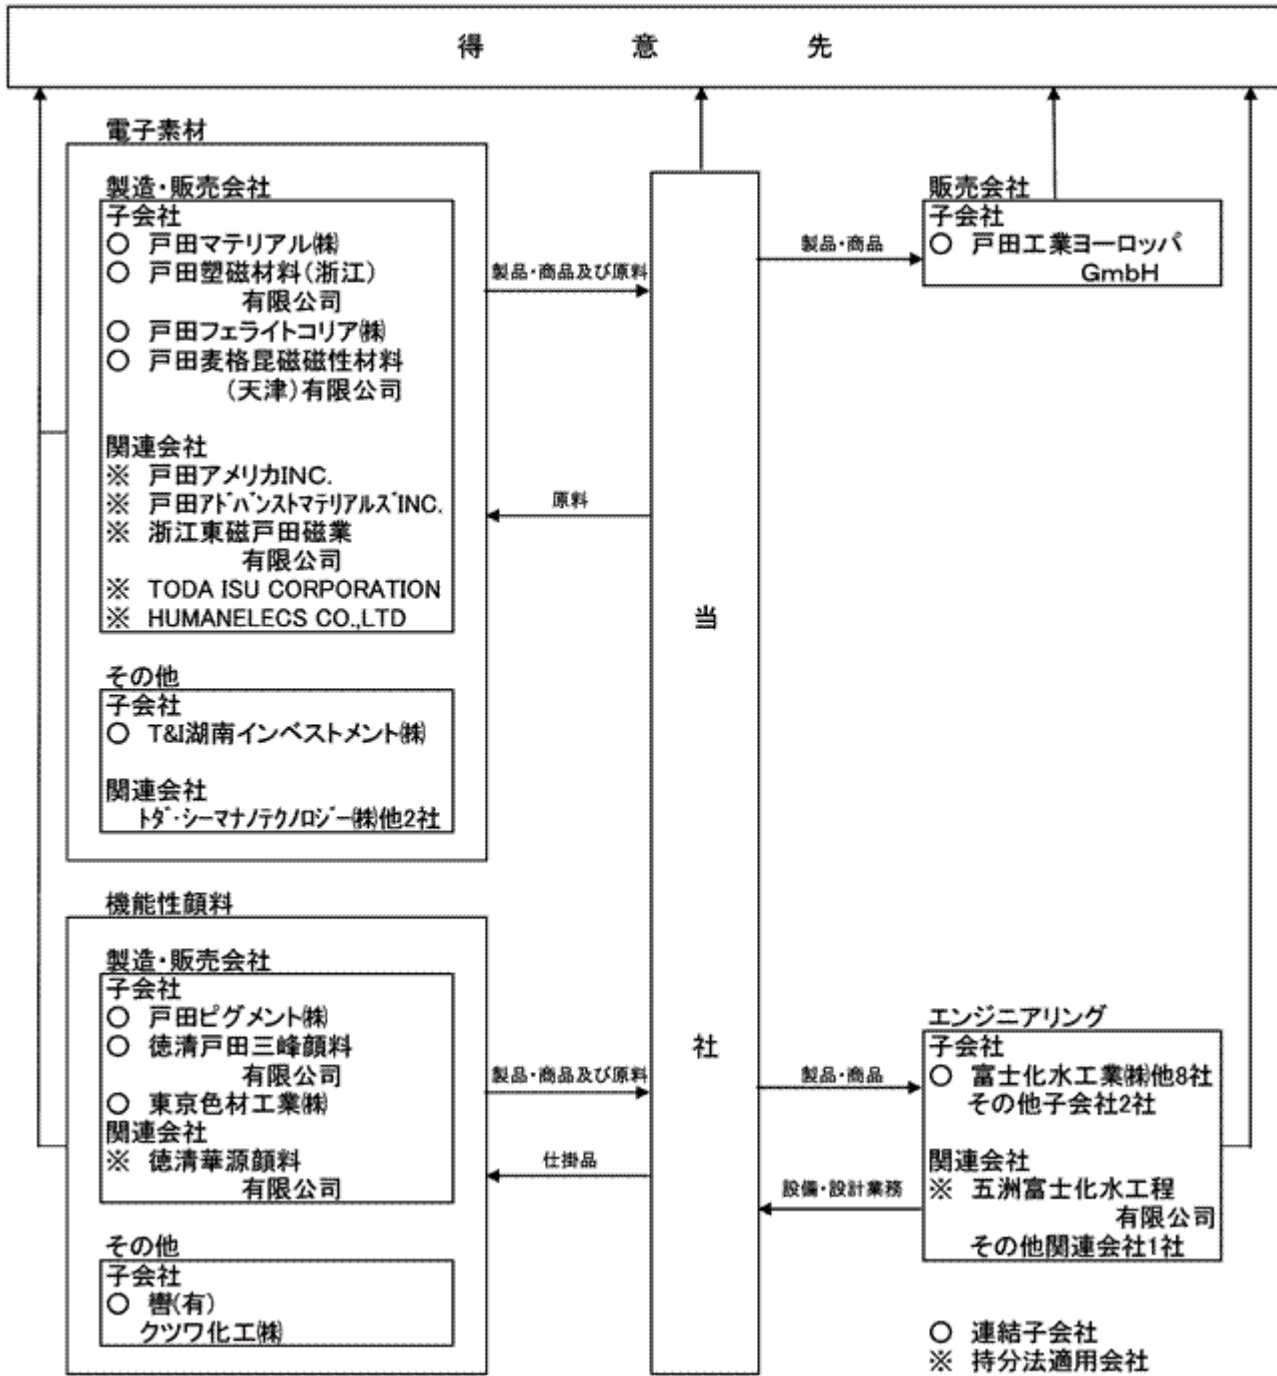 得意先
電子素材
製造・販売会社
子会社
○ 戸田マテリアル㈱
○ 戸田塑磁材料(浙江)
有限公司
○ 戸田フェライトコリア㈱
○ 戸田麦格昆磁磁性材料
(天津)有限公司
関連会社
※ 戸田アメリカINC.
※ 戸田ｱﾄﾞﾊﾞﾝｽﾄﾏﾃﾘｱﾙｽﾞINC.
※ 浙江東磁戸田磁業
有限公司
※ TODA ISU CORPORATION
※ HUMANELECS CO.,LTD
その他
子会社
○ T&I湖南インベストメント㈱
関連会社
ﾄﾀﾞ・ｼｰﾏﾅﾉﾃｸﾉﾛｼﾞｰ㈱他2社
機能性顔料
製造・販売会社
子会社
○ 戸田ピグメント㈱
○ 徳清戸田三峰顔料
有限公司
○ 東京色材工業㈱
関連会社
※ 徳清華源顔料
有限公司
その他
子会社
○ 轡(有)
クツワ化工㈱
製品・商品及び原料
原料
製品・商品及び原料
仕掛品
当社
製品・商品
製品・商品
設備・設計業務
販売会社
子会社
○ 戸田工業ヨーロッパ
GmbH
エンジニアリング
子会社
○ 富士化水工業㈱他8社
その他子会社2社
関連会社
※ 五洲富士化水工程
有限公司
その他関連会社1社
○ 連結子会社
※ 持分法適用会社